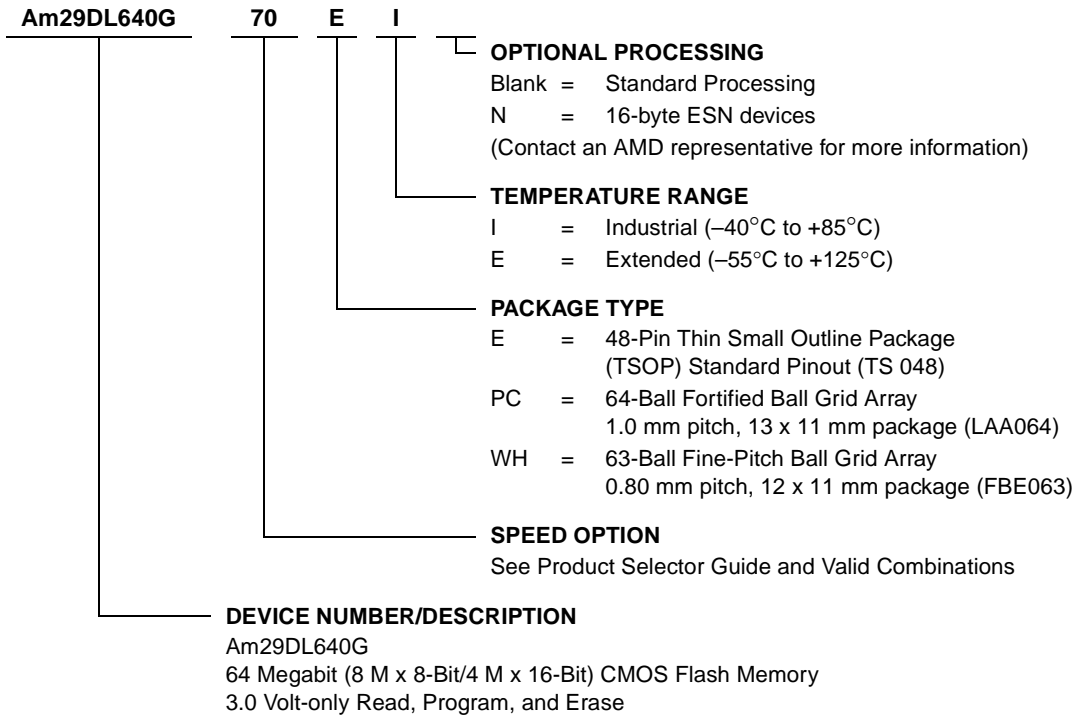 Am29DL640G 70 E I
OPTIONAL PROCESSING
Blank = Standard Processing
N = 16-byte ESN devices
(Contact an AMD representative for more information)
TEMPERATURE RANGE
I = Industrial (–40°C to +85°C)
E = Extended (–55°C to +125°C)
PACKAGE TYPE
E = 48-Pin Thin Small Outline Package
(TSOP) Standard Pinout (TS 048)
PC = 64-Ball Fortified Ball Grid Array
1.0 mm pitch, 13 x 11 mm package (LAA064)
WH = 63-Ball Fine-Pitch Ball Grid Array
0.80 mm pitch, 12 x 11 mm package (FBE063)
SPEED OPTION
See Product Selector Guide and Valid Combinations
DEVICE NUMBER/DESCRIPTION
Am29DL640G
64 Megabit (8 M x 8-Bit/4 M x 16-Bit) CMOS Flash Memory
3.0 Volt-only Read, Program, and Erase